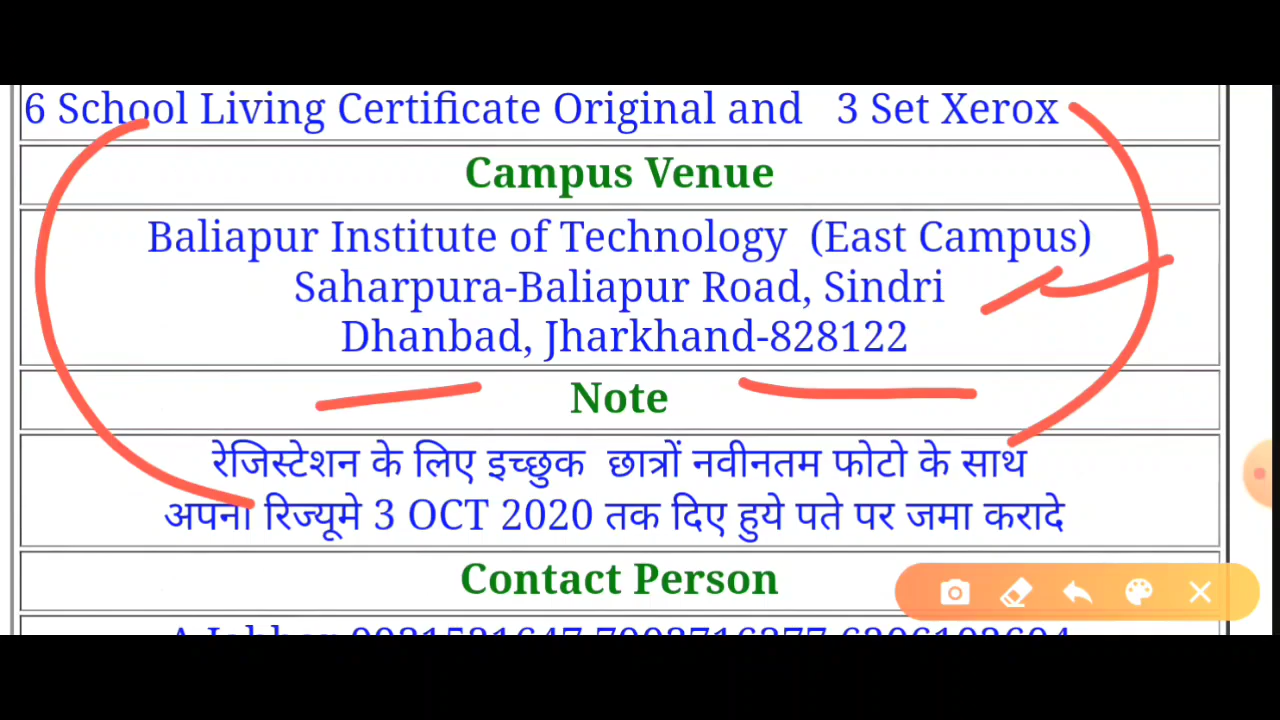 6 School Living Certificate Original and 3 Set Xerox
Campus Venue
Baliapur Institute of Technology (East Campus)
Saharpura-Baliapur Road, Sindri
Dhanbad, Jharkhand-828122
Note
रेजिस्टेशन के लिए इच्छुक छात्रों नवीनतम फोटो के साथ
अपना रिज्यूमे 3 OCT 2020 तक दिए हुये पते पर जमा करादे
Contact Person